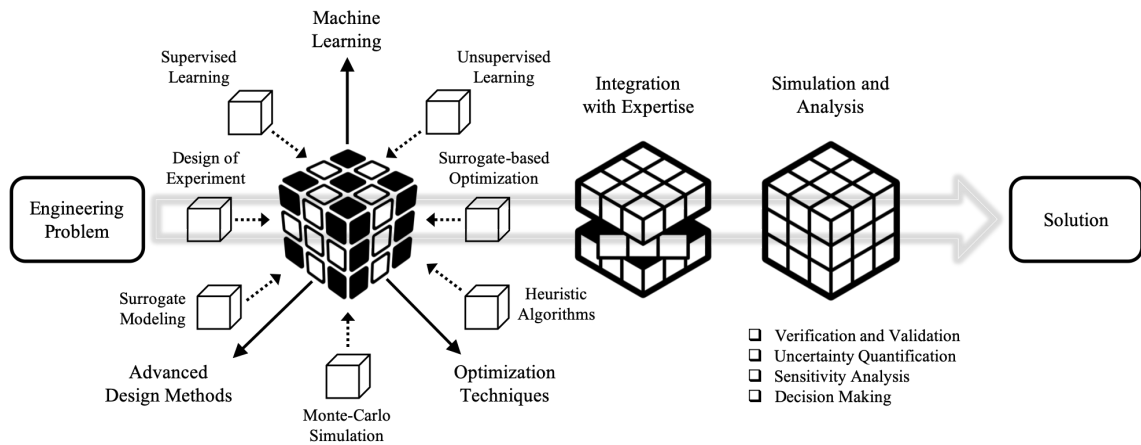 Machine
Learning
Supervised
Learning
Unsupervised
Learning
Integration
with Expertise
Simulation and
Analysis
Design of
Experiment
Surrogate-based
Optimization
Engineering
Problem
Solution
Surrogate
Modeling
Heuristic
Algorithms
Advanced
Design Methods
Optimization
Techniques
Monte-Carlo
Simulation
Verification and Validation
Uncertainty Quantification
Sensitivity Analysis
Decision Making